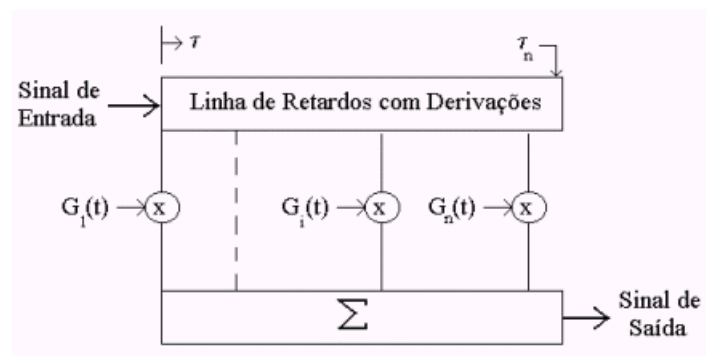 τ
τn
Sinal de
Entrada
Linha de Retardos com Derivações
G1(t)
x
Gi(t)
x
Gn(t)
x
Σ
Sinal de
Saída